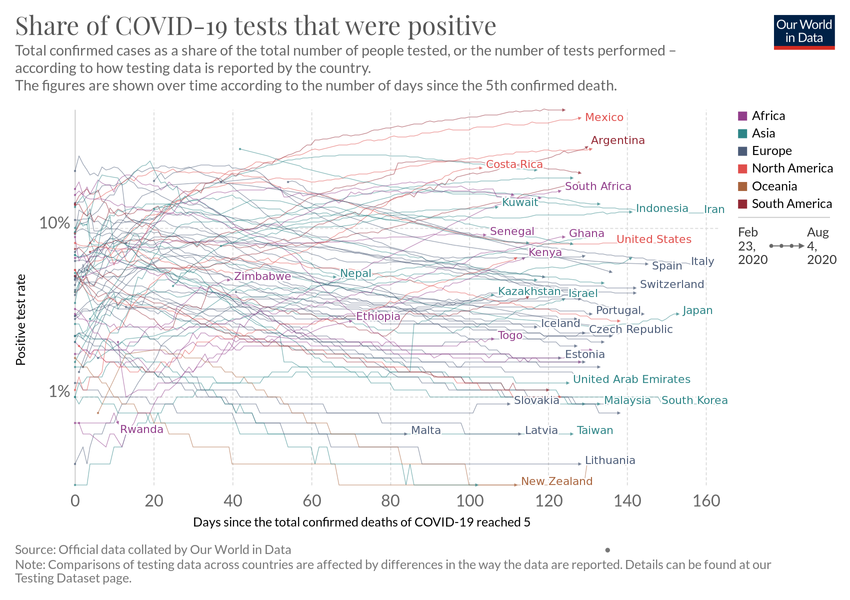 Share of COVID-19 tests that were positive
Our World
in Data
Total confirmed cases as a share of the total number of people tested, or the number of tests performed –
according to how testing data is reported by the country.
The figures are shown over time according to the number of days since the 5th confirmed death.
Mexico
Argentina
Costa Rica
South Africa
Kuwait
Indonesia
Iran
Senegal
Ghana
United States
Kenya
Italy
Spain
Zimbabwe
Nepal
Switzerland
Kazakhstan
Israel
Portugal
Japan
Ethiopia
Iceland
Czech Republic
Togo
Estonia
United Arab Emirates
Slovakia
Malaysia
South Korea
Rwanda
Malta
Latvia
Taiwan
Lithuania
New Zealand
Africa
Asia
Europe
North America
Oceania
South America
Feb
23,
2020
Aug
4,
2020
Positive test rate
10%
1%
0
20
40
60
80
100
120
140
160
Days since the total confirmed deaths of COVID-19 reached 5
Source: Official data collated by Our World in Data
Note: Comparisons of testing data across countries are affected by differences in the way the data are reported. Details can be found at our
Testing Dataset page.